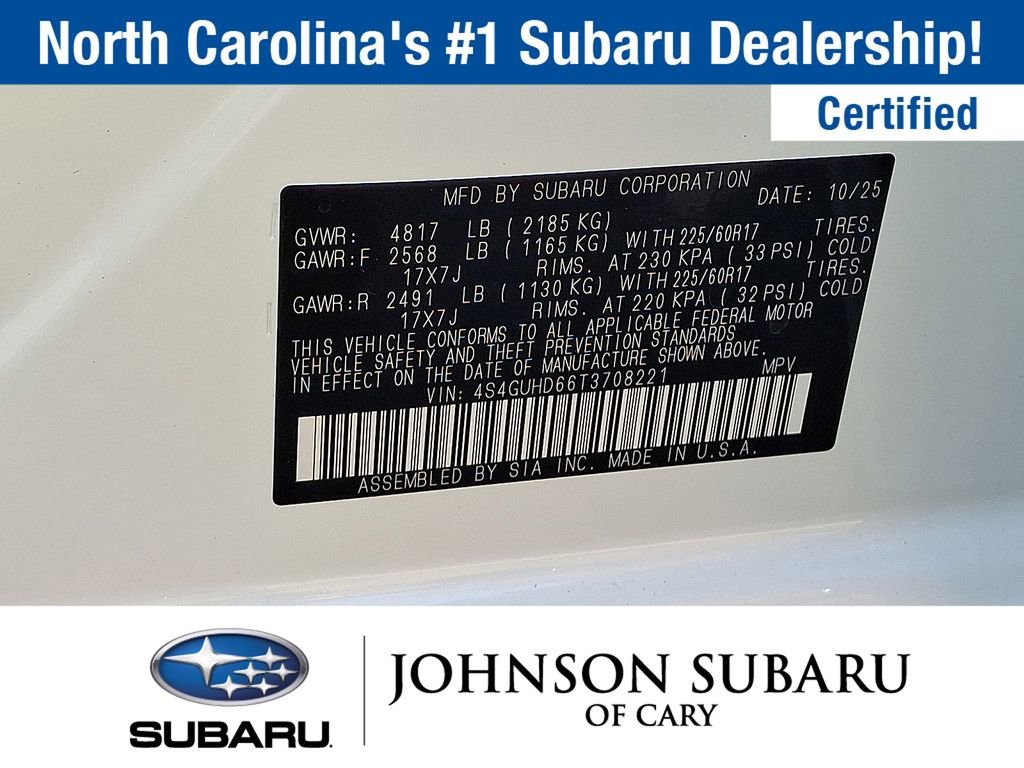 North Carolina's #1 Subaru Dealership!
Certified
MFD BY SUBARU CORPORATION DATE: 10/25
GVWR: 4817 LB (2185 KG)
GAWR:F 2568 LB (1165 KG) WITH 225/60R17 TIRES.
17X7J RIMS. AT 230 KPA (33 PSI) COLD
GAWR:R 2491 LB (1130 KG) WITH 225/60R17 TIRES.
17X7J RIMS. AT 220 KPA (32 PSI) COLD
THIS VEHICLE CONFORMS TO ALL APPLICABLE FEDERAL MOTOR
VEHICLE SAFETY AND THEFT PREVENTION STANDARDS
IN EFFECT ON THE DATE OF MANUFACTURE SHOWN ABOVE.
VIN: 4S4GUHD66T3708221 MPV
ASSEMBLED BY SIA INC. MADE IN U.S.A.
SUBARU
JOHNSON SUBARU
OF CARY